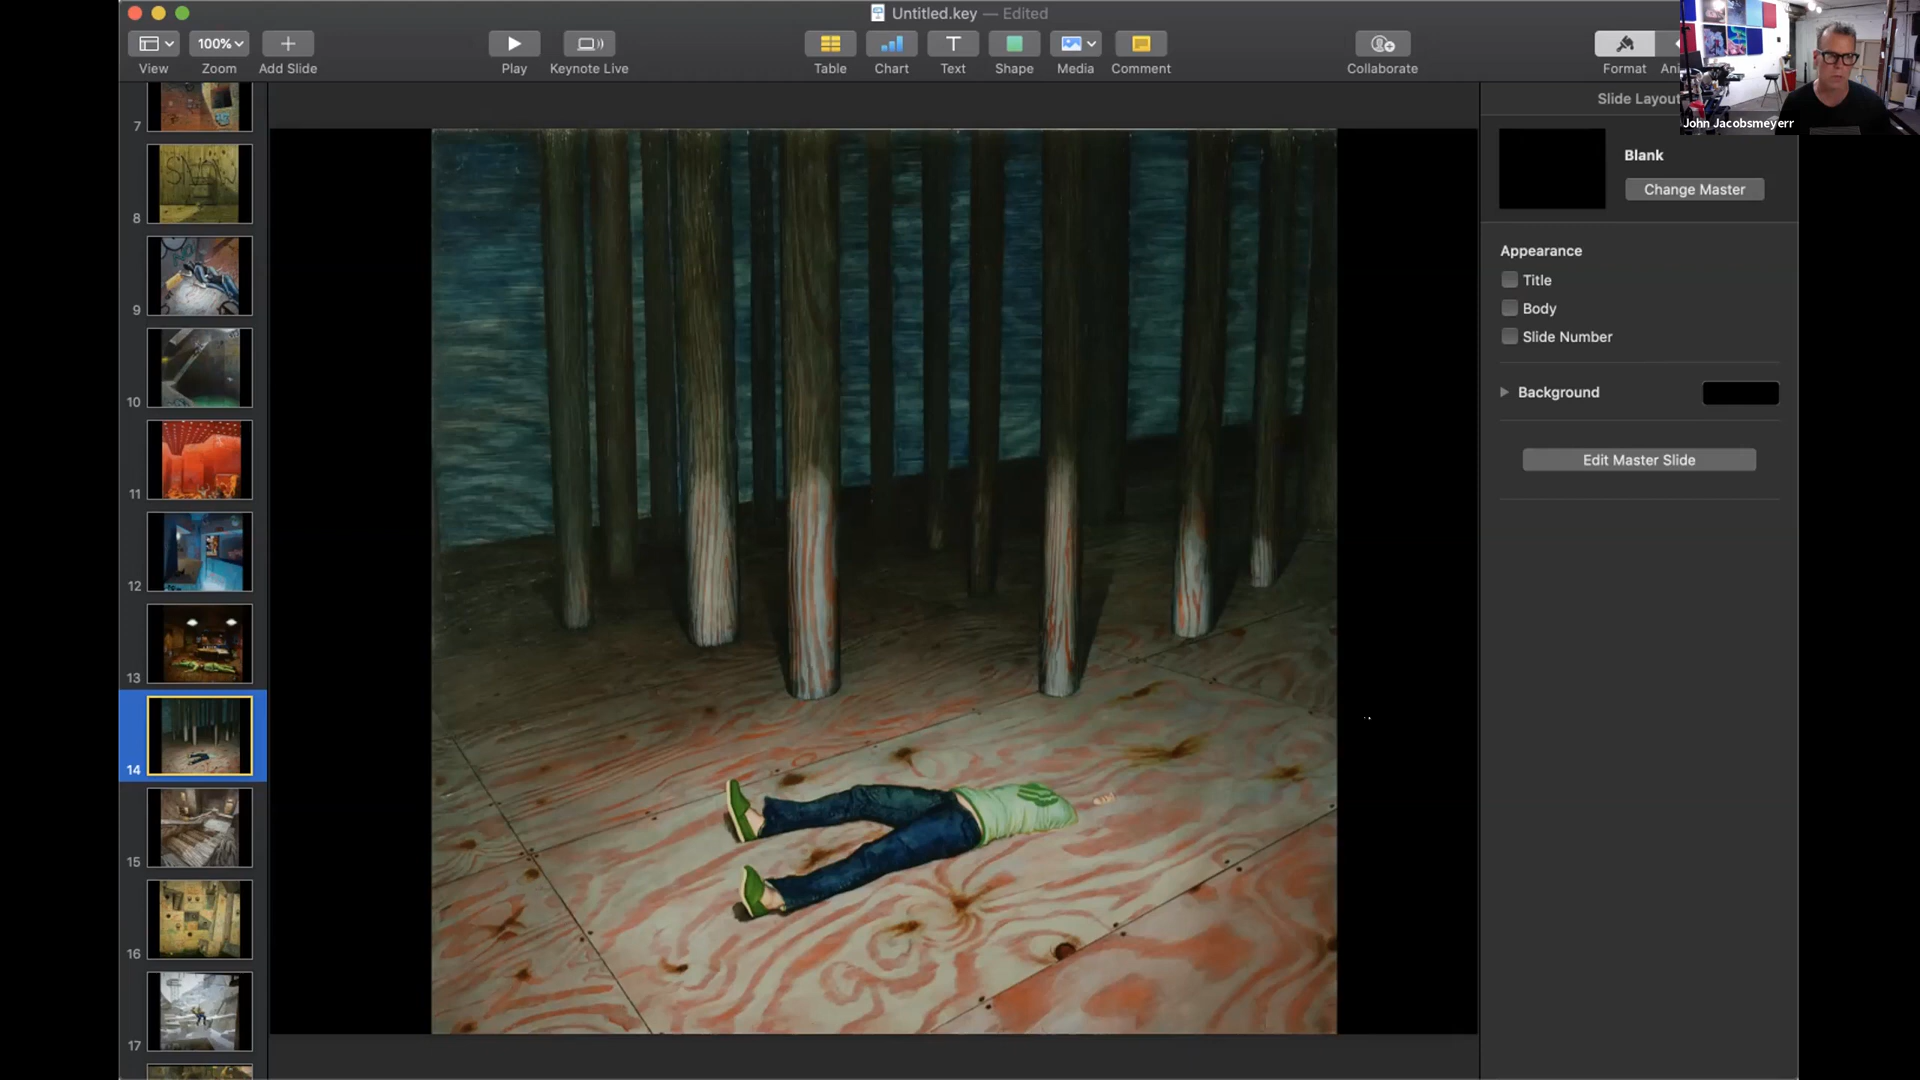 Untitled.key — Edited
100%
View
Zoom
Add Slide
Play
Keynote Live
Table
Chart
Text
Shape
Media
Comment
Collaborate
Format
Ani
John Jacobsmeyerr
Slide Layou
Blank
Change Master
Appearance
Title
Body
Slide Number
Background
Edit Master Slide
7
8
9
10
11
12
13
14
15
16
17